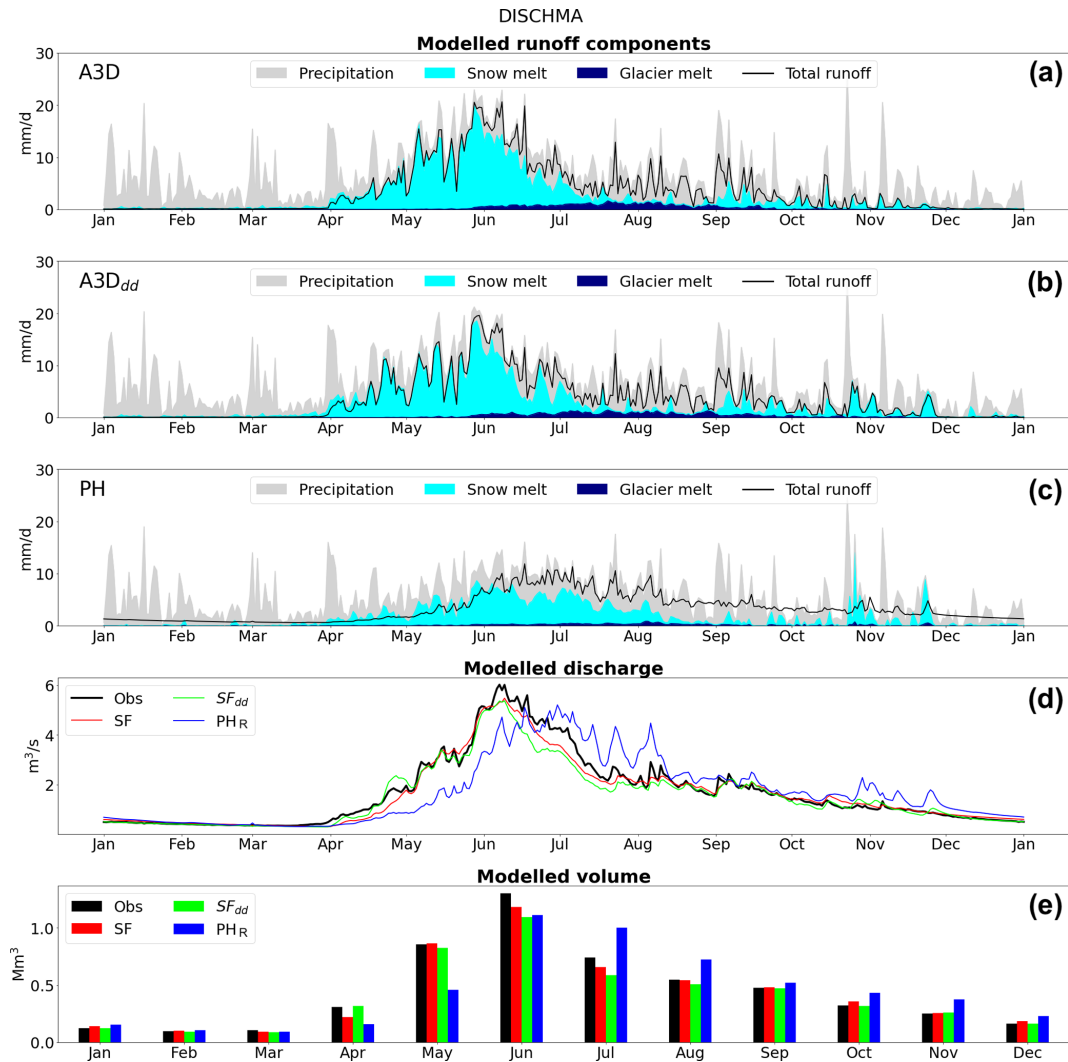 DISCHMA
Modelled runoff components
A3D
Precipitation Snow melt Glacier melt Total runoff
(a)
30
20
10
0
mm/d
Jan Feb Mar Apr May Jun Jul Aug Sep Oct Nov Dec Jan
A3D_dd
Precipitation Snow melt Glacier melt Total runoff
(b)
30
20
10
0
mm/d
Jan Feb Mar Apr May Jun Jul Aug Sep Oct Nov Dec Jan
PH
Precipitation Snow melt Glacier melt Total runoff
(c)
30
20
10
0
mm/d
Jan Feb Mar Apr May Jun Jul Aug Sep Oct Nov Dec Jan
Modelled discharge
Obs SF_dd
SF PH_R
(d)
6
4
2
m³/s
Jan Feb Mar Apr May Jun Jul Aug Sep Oct Nov Dec Jan
Modelled volume
Obs SF_dd
SF PH_R
(e)
1.0
0.5
0.0
Mm³
Jan Feb Mar Apr May Jun Jul Aug Sep Oct Nov Dec